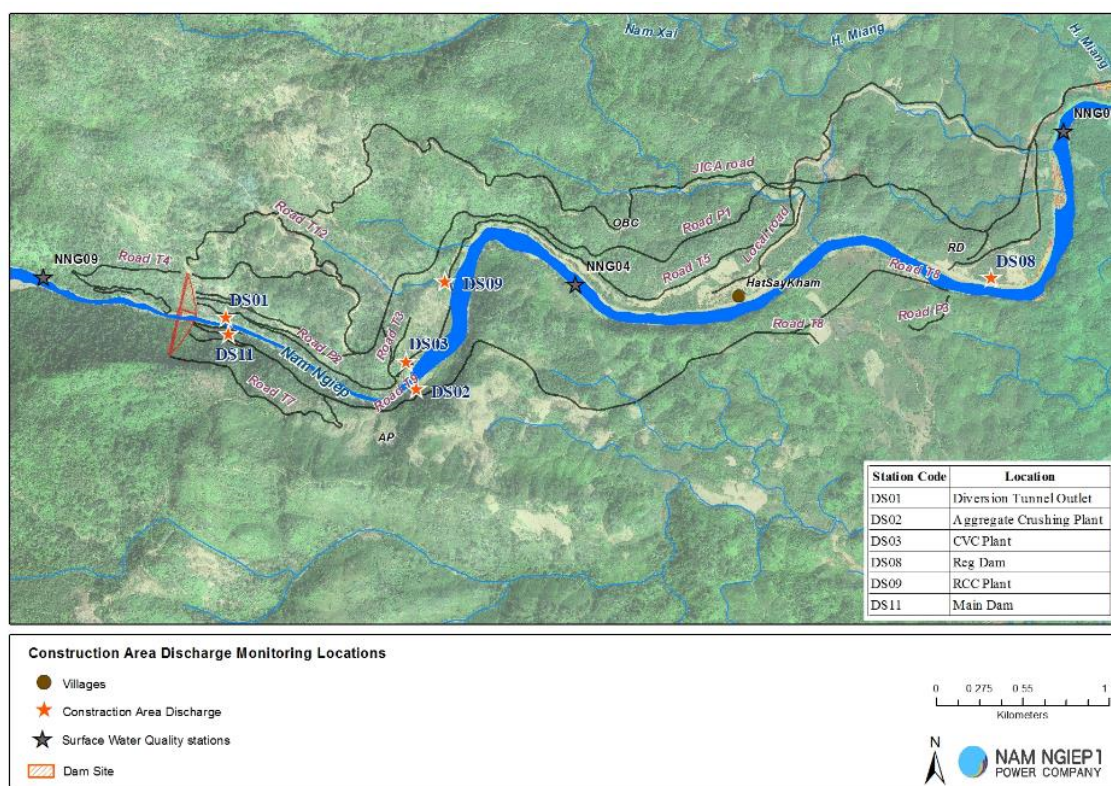 Nam Xai
H. Miang
H. Miang
NNG0
JICA road
Road T12
OBC
Road P1
Local road
Road T5
RD
NNG09
Road T4
NNG04
HatSayKham
DS08
DS09
Road T8
Road P3
DS01
DS11
Road P2
Road T3
Nam Ngiep
DS03
DS02
Road T7
AP
Road T8
Station Code Location
DS01 Diversion Tunnel Outlet
DS02 Aggregate Crushing Plant
DS03 CVC Plant
DS08 Reg Dam
DS09 RCC Plant
DS11 Main Dam
Construction Area Discharge Monitoring Locations
Villages
Constraction Area Discharge
Surface Water Quality stations
Dam Site
0 0.275 0.55 1
Kilometers
N
NAM NGIEP 1
POWER COMPANY